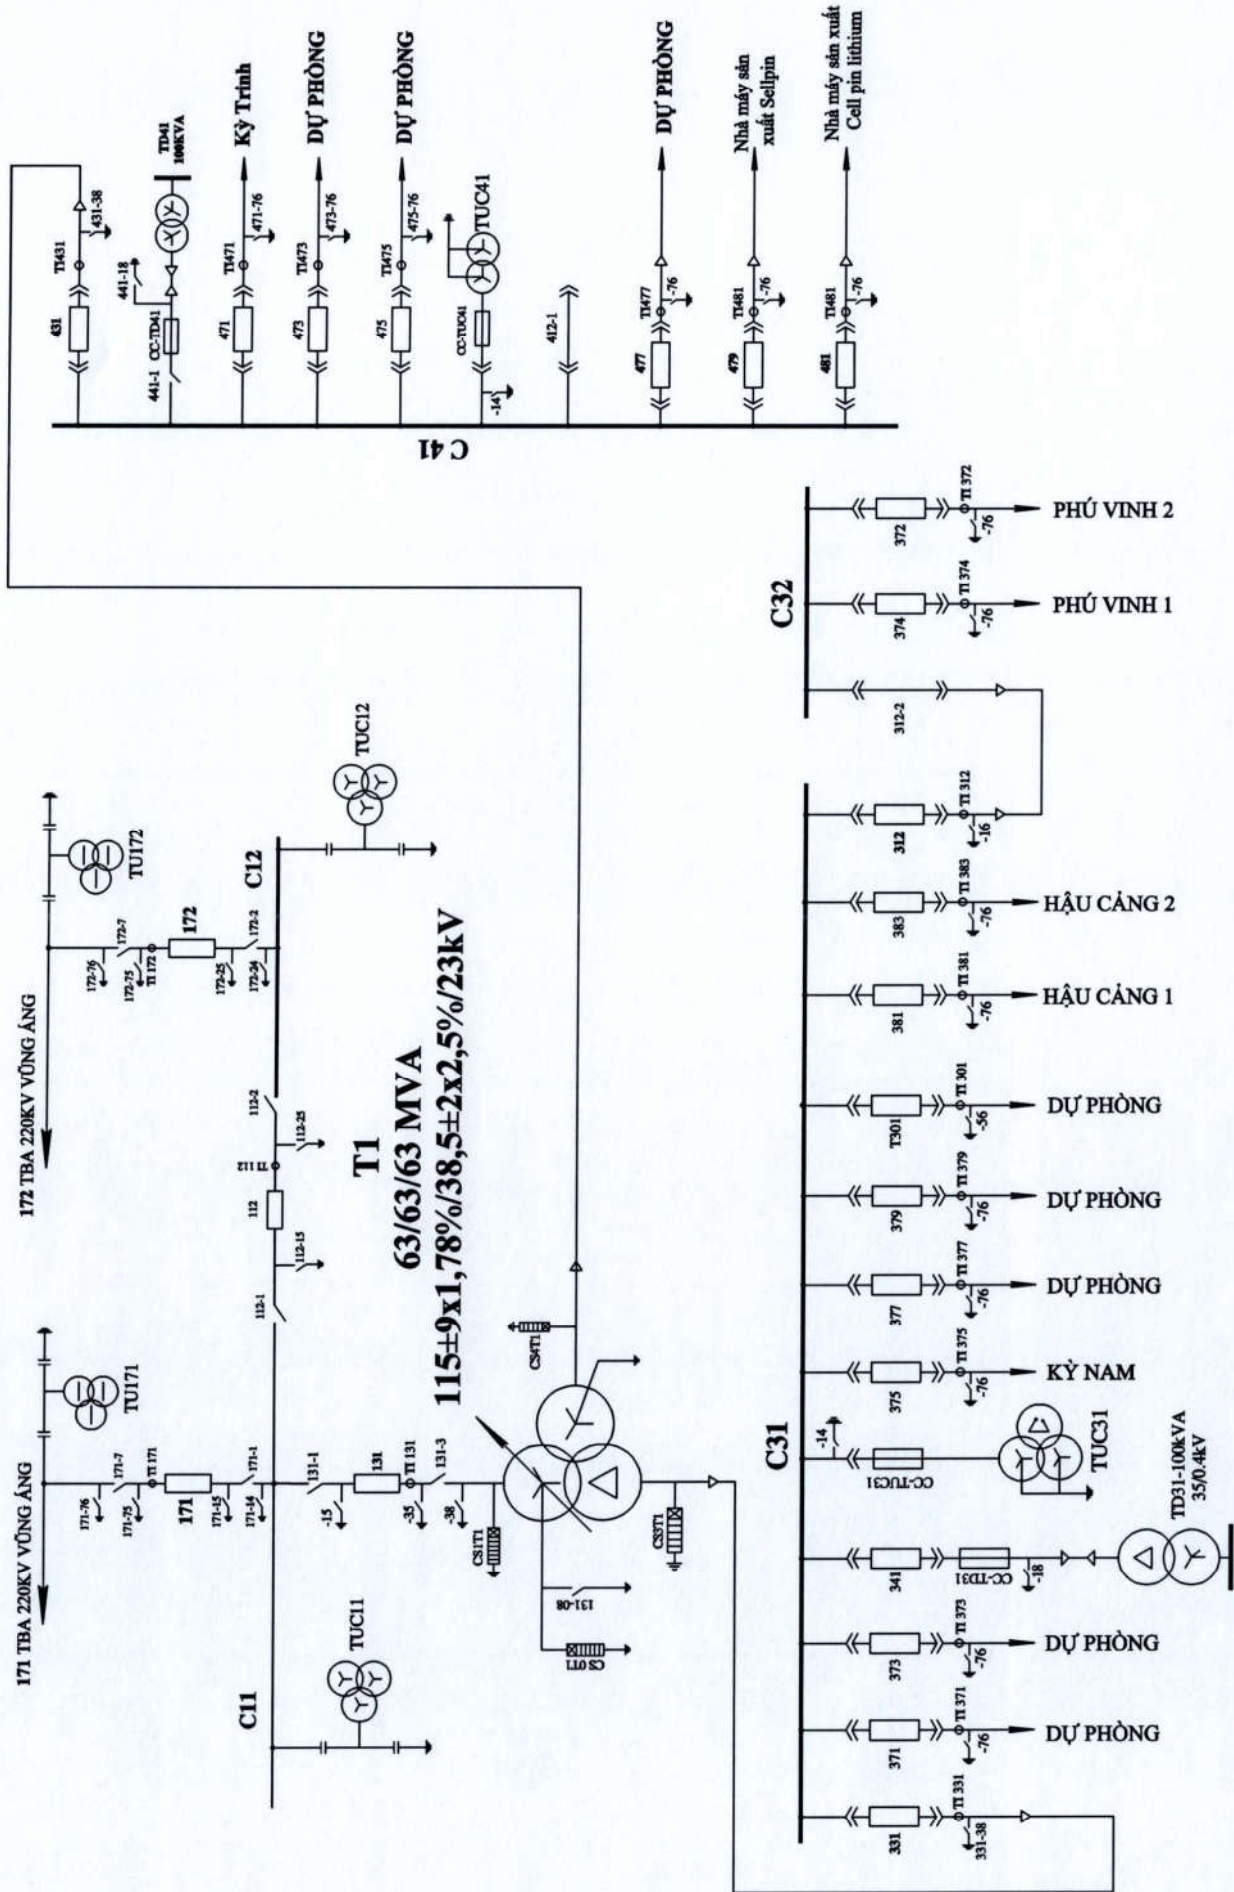 TD41
100KVA
431
TI431
431-38
441-1
CC-TD41
441-18
471
TI471
471-76
Kỳ Trinh
473
TI473
473-76
DỰ PHÒNG
475
TI475
475-76
DỰ PHÒNG
-14
CC-TUC41
TUC41
412-1
477
TI477
-76
DỰ PHÒNG
479
TI481
-76
Nhà máy sản
xuất Sellpin
481
TI481
-76
Nhà máy sản xuất
Cell pin lithium
C 41
172 TBA 220KV VŨNG ÁNG
TU172
172-76
172-7
172-75
TI 172
172
172-25
172-2
172-24
C12
TUC12
112-2
112-25
TI 112
112
112-15
112-1
171 TBA 220KV VŨNG ÁNG
TU171
171-76
171-7
171-75
TI 171
171
171-15
171-1
171-14
C11
TUC11
131-1
-15
131
TI 131
-35
131-3
-38
CS1T1
T1
63/63/63 MVA
115±9x1,78%/38,5±2x2,5%/23kV
CS4T1
CS3T1
131-08
CS 0T1
C32
372
TI 372
-76
PHÚ VINH 2
374
TI 374
-76
PHÚ VINH 1
312-2
C31
312
TI 312
-16
383
TI 383
-76
HẬU CẢNG 2
381
TI 381
-76
HẬU CẢNG 1
T301
TI 301
-56
DỰ PHÒNG
379
TI 379
-76
DỰ PHÒNG
377
TI 377
-76
DỰ PHÒNG
375
TI 375
-76
KỲ NAM
-14
CC-TUC31
TUC31
341
CC-TD31
-18
TD31-100kVA
35/0.4kV
373
TI 373
-76
DỰ PHÒNG
371
TI 371
-76
DỰ PHÒNG
331
TI 331
331-38